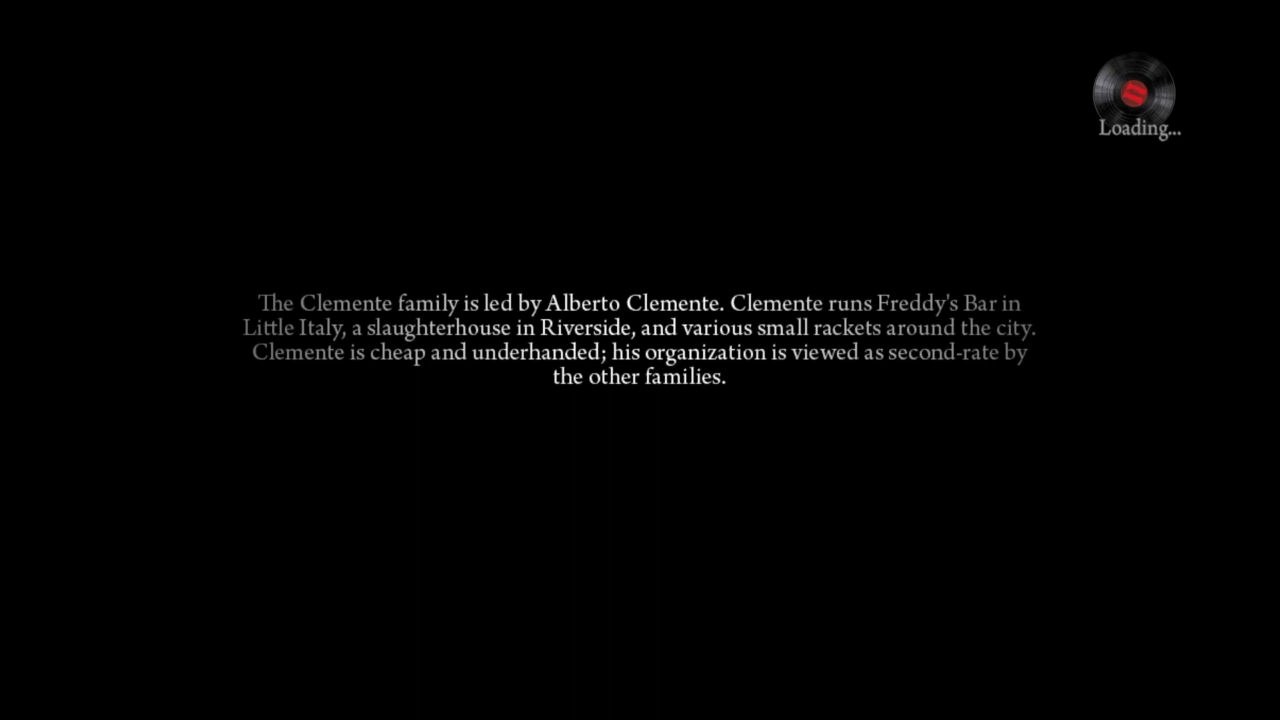 Loading...
The Clemente family is led by Alberto Clemente. Clemente runs Freddy's Bar in
Little Italy, a slaughterhouse in Riverside, and various small rackets around the city.
Clemente is cheap and underhanded; his organization is viewed as second-rate by
the other families.